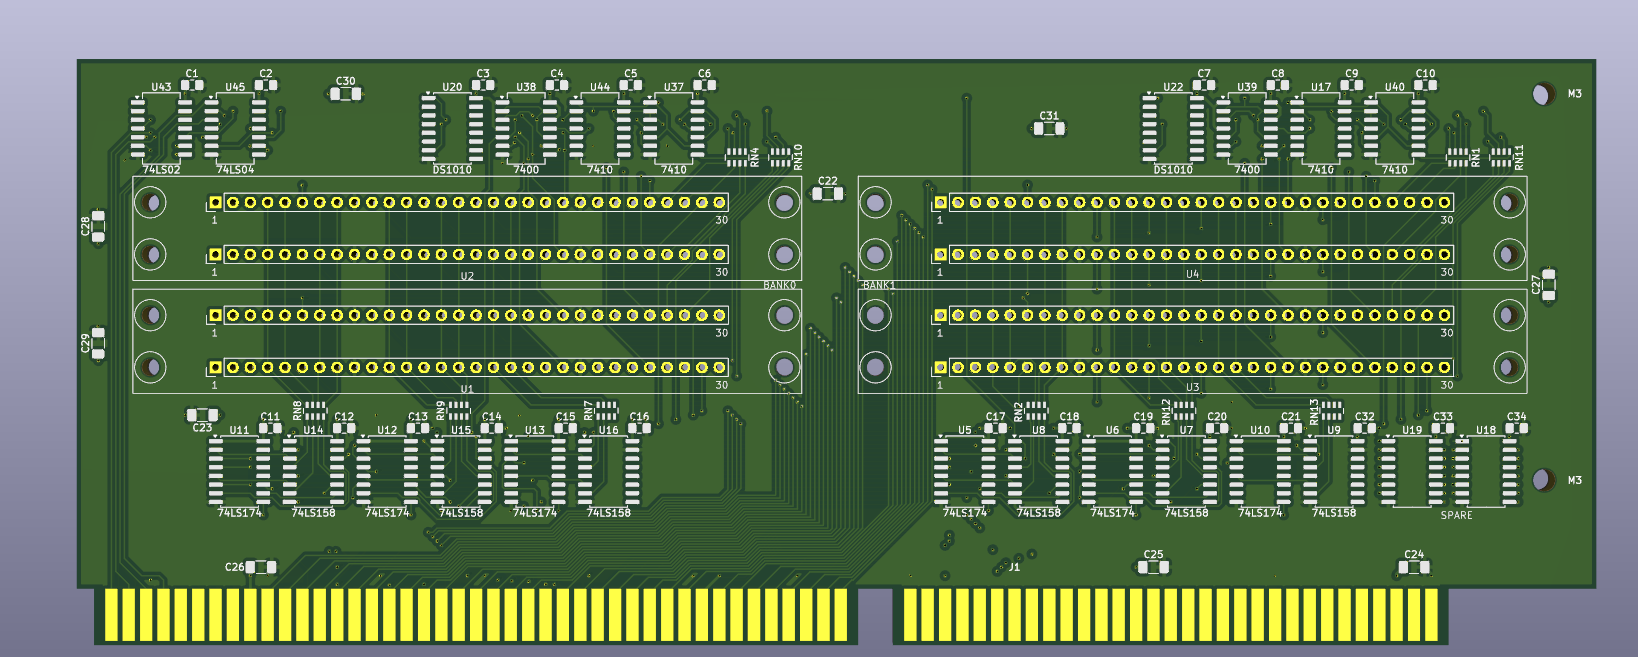 C1 C2 C3 C4 C5 C6 C7 C8 C9 C10
U43 U45 C30 U20 U38 U44 U37 U22 U39 U17 U40 M3
C31
RN4 RN10 RN1 RN11
74LS02 74LS04 DS1010 7400 7410 7410 DS1010 7400 7410 7410
C22
C28
1 30 1 30
1 30 1 30
U2 U4
BANK0 BANK1 C27
1 30 1 30
C29
1 30 1 30
U1 U3
RN8 RN9 RN7 RN2 RN12 RN13
C23 C11 C12 C13 C14 C15 C16 C17 C18 C19 C20 C21 C32 C33 C34
U11 U14 U12 U15 U13 U16 U5 U8 U6 U7 U10 U9 U19 U18
M3
74LS174 74LS158 74LS174 74LS158 74LS174 74LS158 74LS174 74LS158 74LS174 74LS158 74LS174 74LS158 SPARE
C26 J1 C25 C24